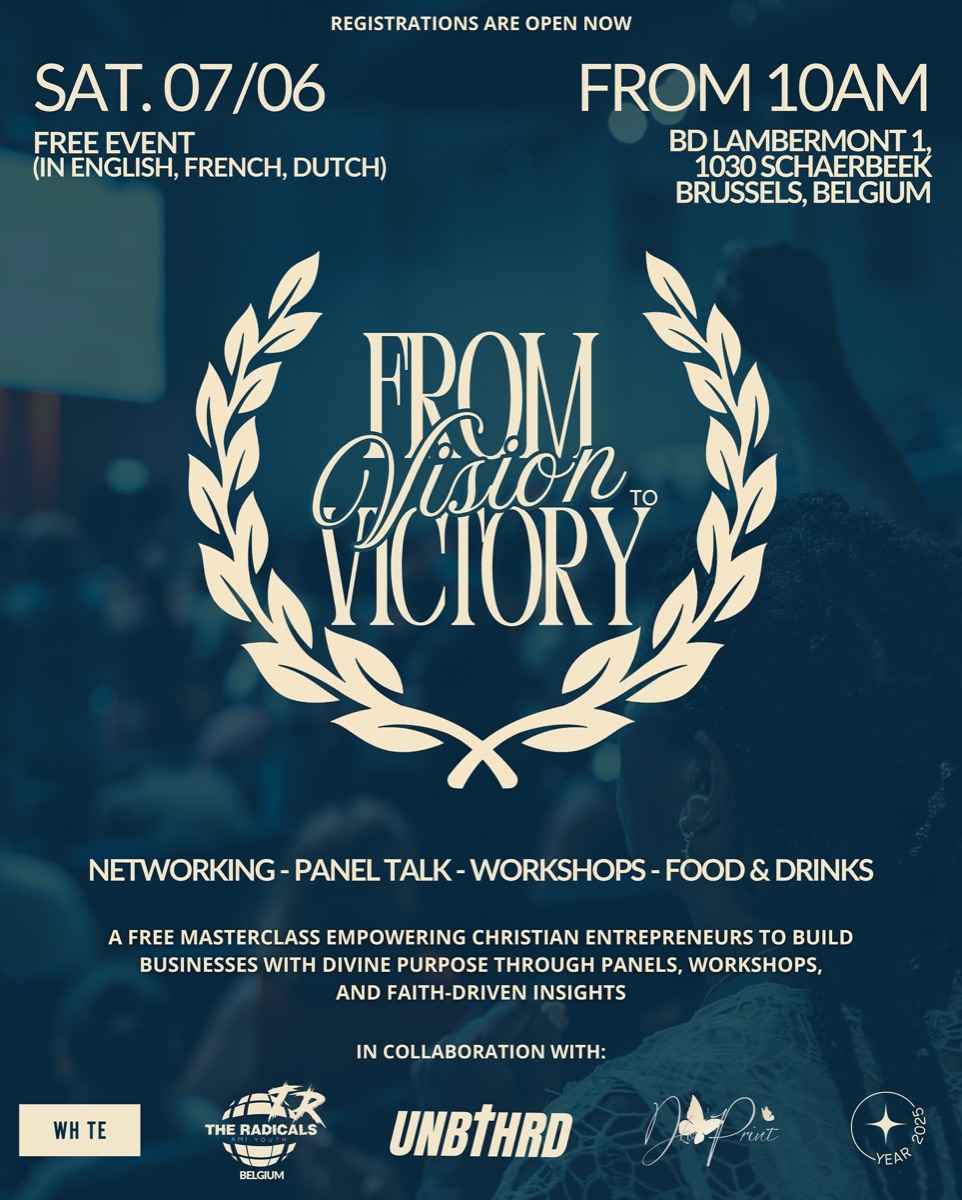 REGISTRATIONS ARE OPEN NOW
SAT. 07/06
FREE EVENT
(IN ENGLISH, FRENCH, DUTCH)
FROM 10AM
BD LAMBERMONT 1,
1030 SCHAERBEEK
BRUSSELS, BELGIUM
FROM
Vision
TO
VICTORY
NETWORKING - PANEL TALK - WORKSHOPS - FOOD & DRINKS
A FREE MASTERCLASS EMPOWERING CHRISTIAN ENTREPRENEURS TO BUILD
BUSINESSES WITH DIVINE PURPOSE THROUGH PANELS, WORKSHOPS,
AND FAITH-DRIVEN INSIGHTS
IN COLLABORATION WITH:
WH TE
TR
THE RADICALS
AMI YOUTH
BELGIUM
UNBTHRD
Print
YEAR 2025